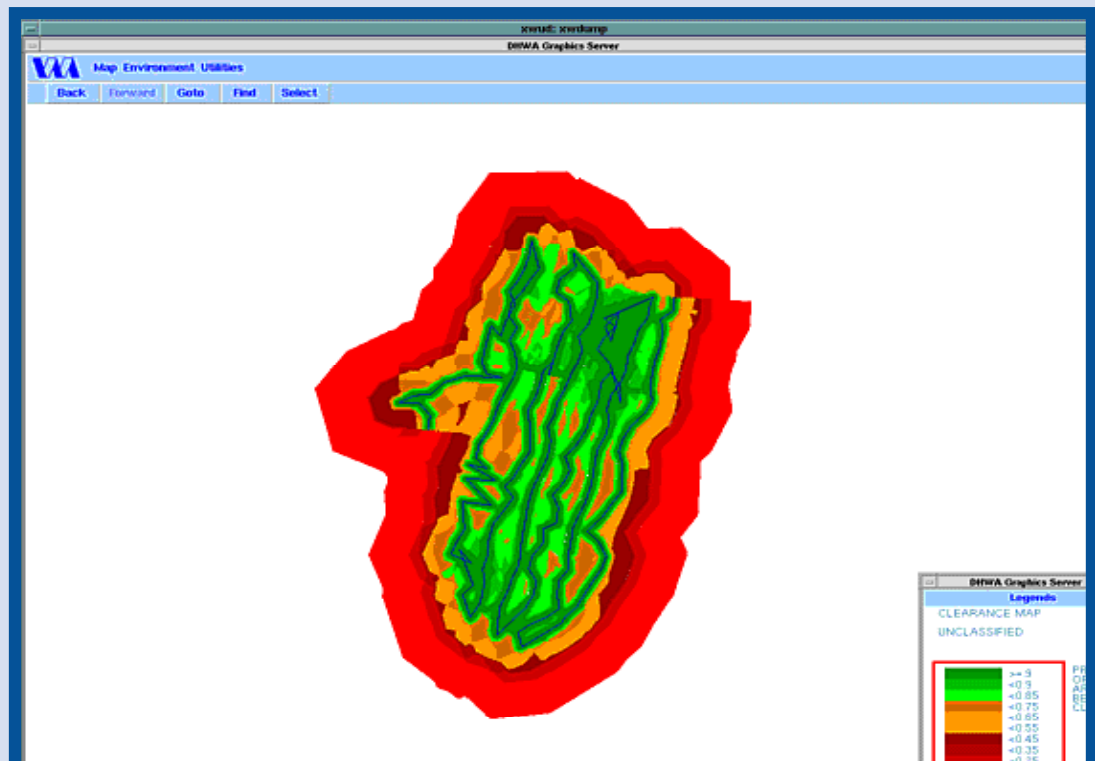 xwud: xwdump
DHWA Graphics Server
Map Environment Utilities
Back Forward Goto Find Select
DHWA Graphics Server
Legends
CLEARANCE MAP
UNCLASSIFIED
>= 9
<0.9
<0.85
<0.75
<0.65
<0.55
<0.45
<0.35